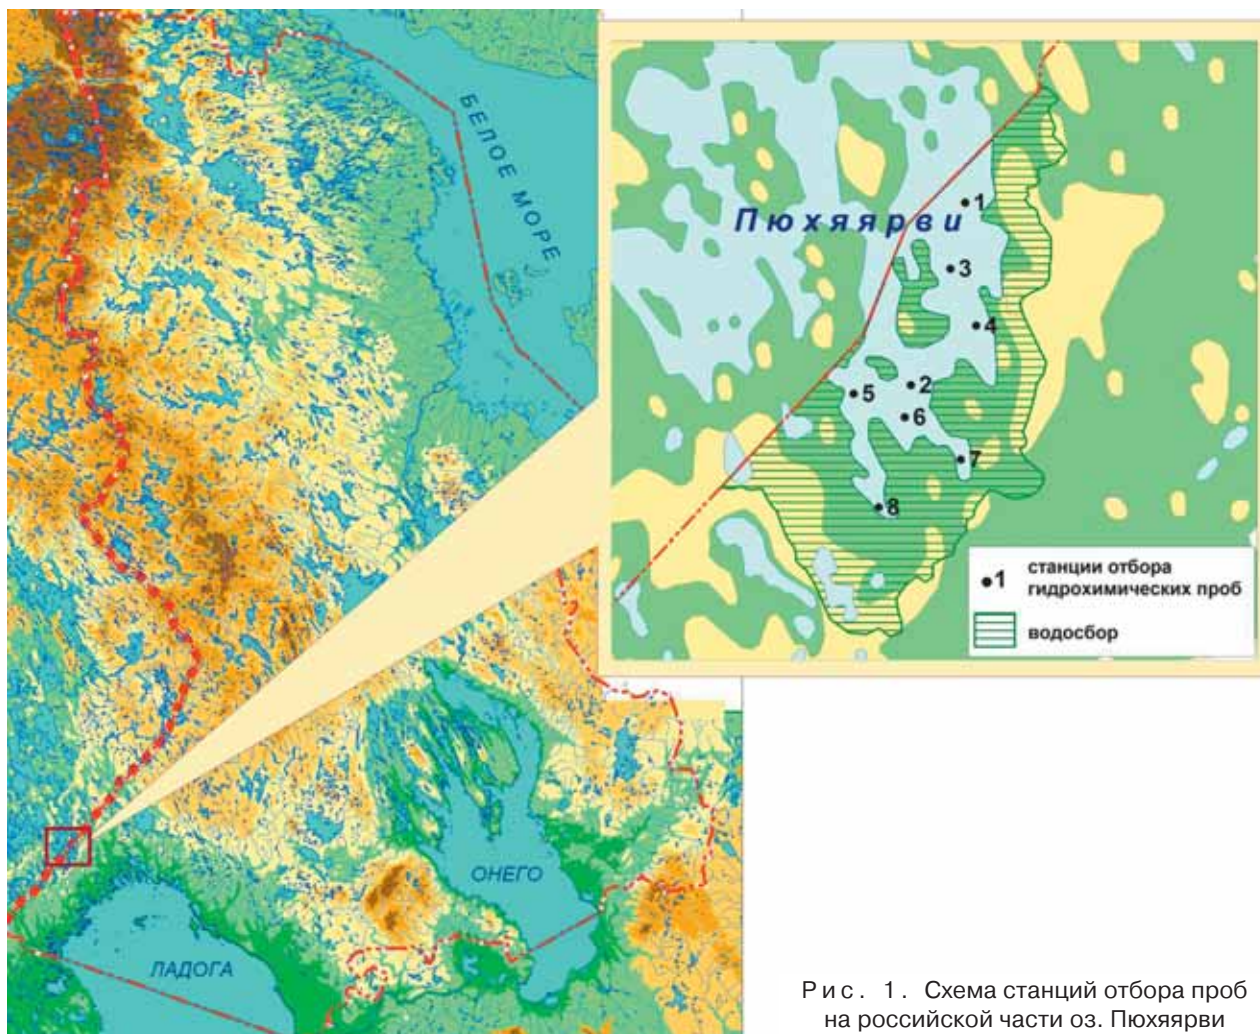 БЕЛОЕ МОРЕ
Пюхяярви
1
3
4
2
5
6
7
8
1 станции отбора
гидрохимических проб
водосбор
ОНЕГО
ЛАДОГА
Рис. 1. Схема станций отбора проб
на российской части оз. Пюхяярви